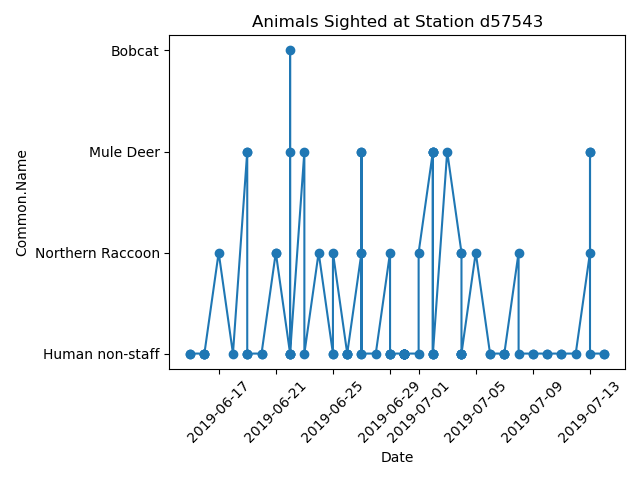 Animals Sighted at Station d57543
Bobcat
Mule Deer
Northern Raccoon
Human non-staff
Common.Name
2019-06-17
2019-06-21
2019-06-25
2019-06-29
2019-07-01
2019-07-05
2019-07-09
2019-07-13
Date